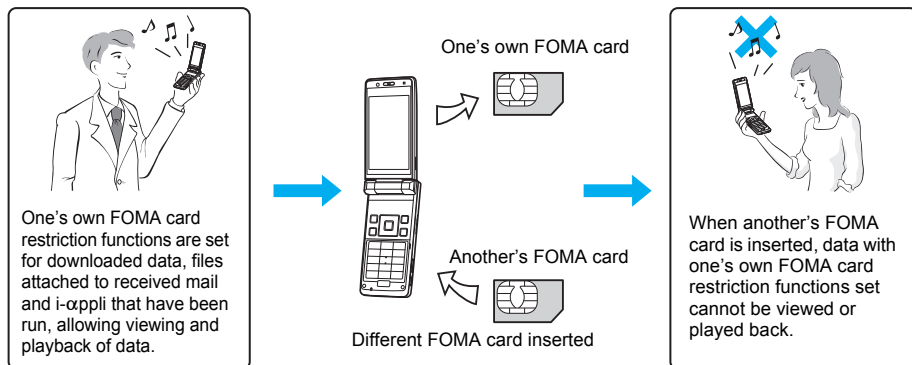 One's own FOMA card
restriction functions are set
for downloaded data, files
attached to received mail
and i-αppli that have been
run, allowing viewing and
playback of data.
One's own FOMA card
Another's FOMA card
Different FOMA card inserted
When another's FOMA
card is inserted, data with
one's own FOMA card
restriction functions set
cannot be viewed or
played back.